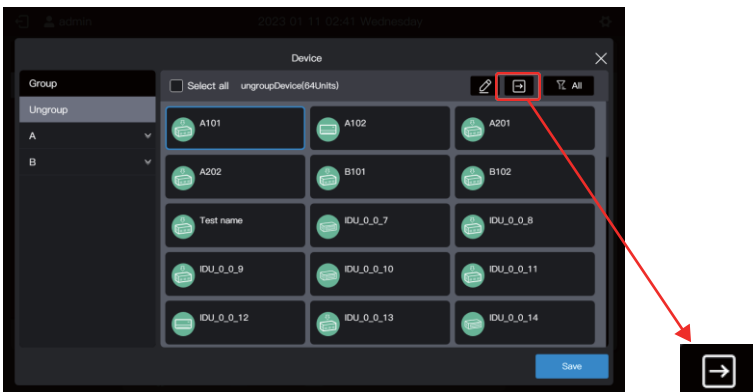 admin
2023 01 11 02:41 Wednesday
Device
Group
Select all ungroupDevice(64Units)
All
Ungroup
A
B
A101
A102
A201
A202
B101
B102
Test name
IDU_0_0_7
IDU_0_0_8
IDU_0_0_9
IDU_0_0_10
IDU_0_0_11
IDU_0_0_12
IDU_0_0_13
IDU_0_0_14
Save